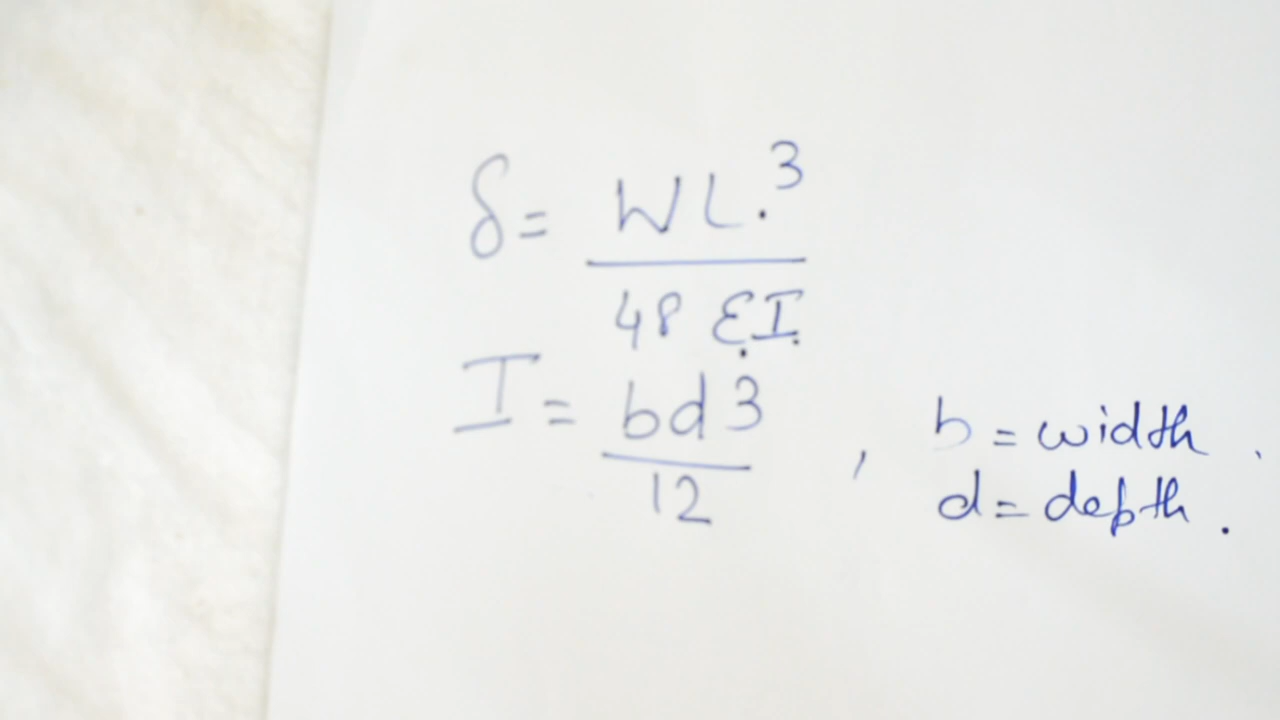 δ = WL.³
48 EI
I = bd3
12
, b = width .
d = depth .